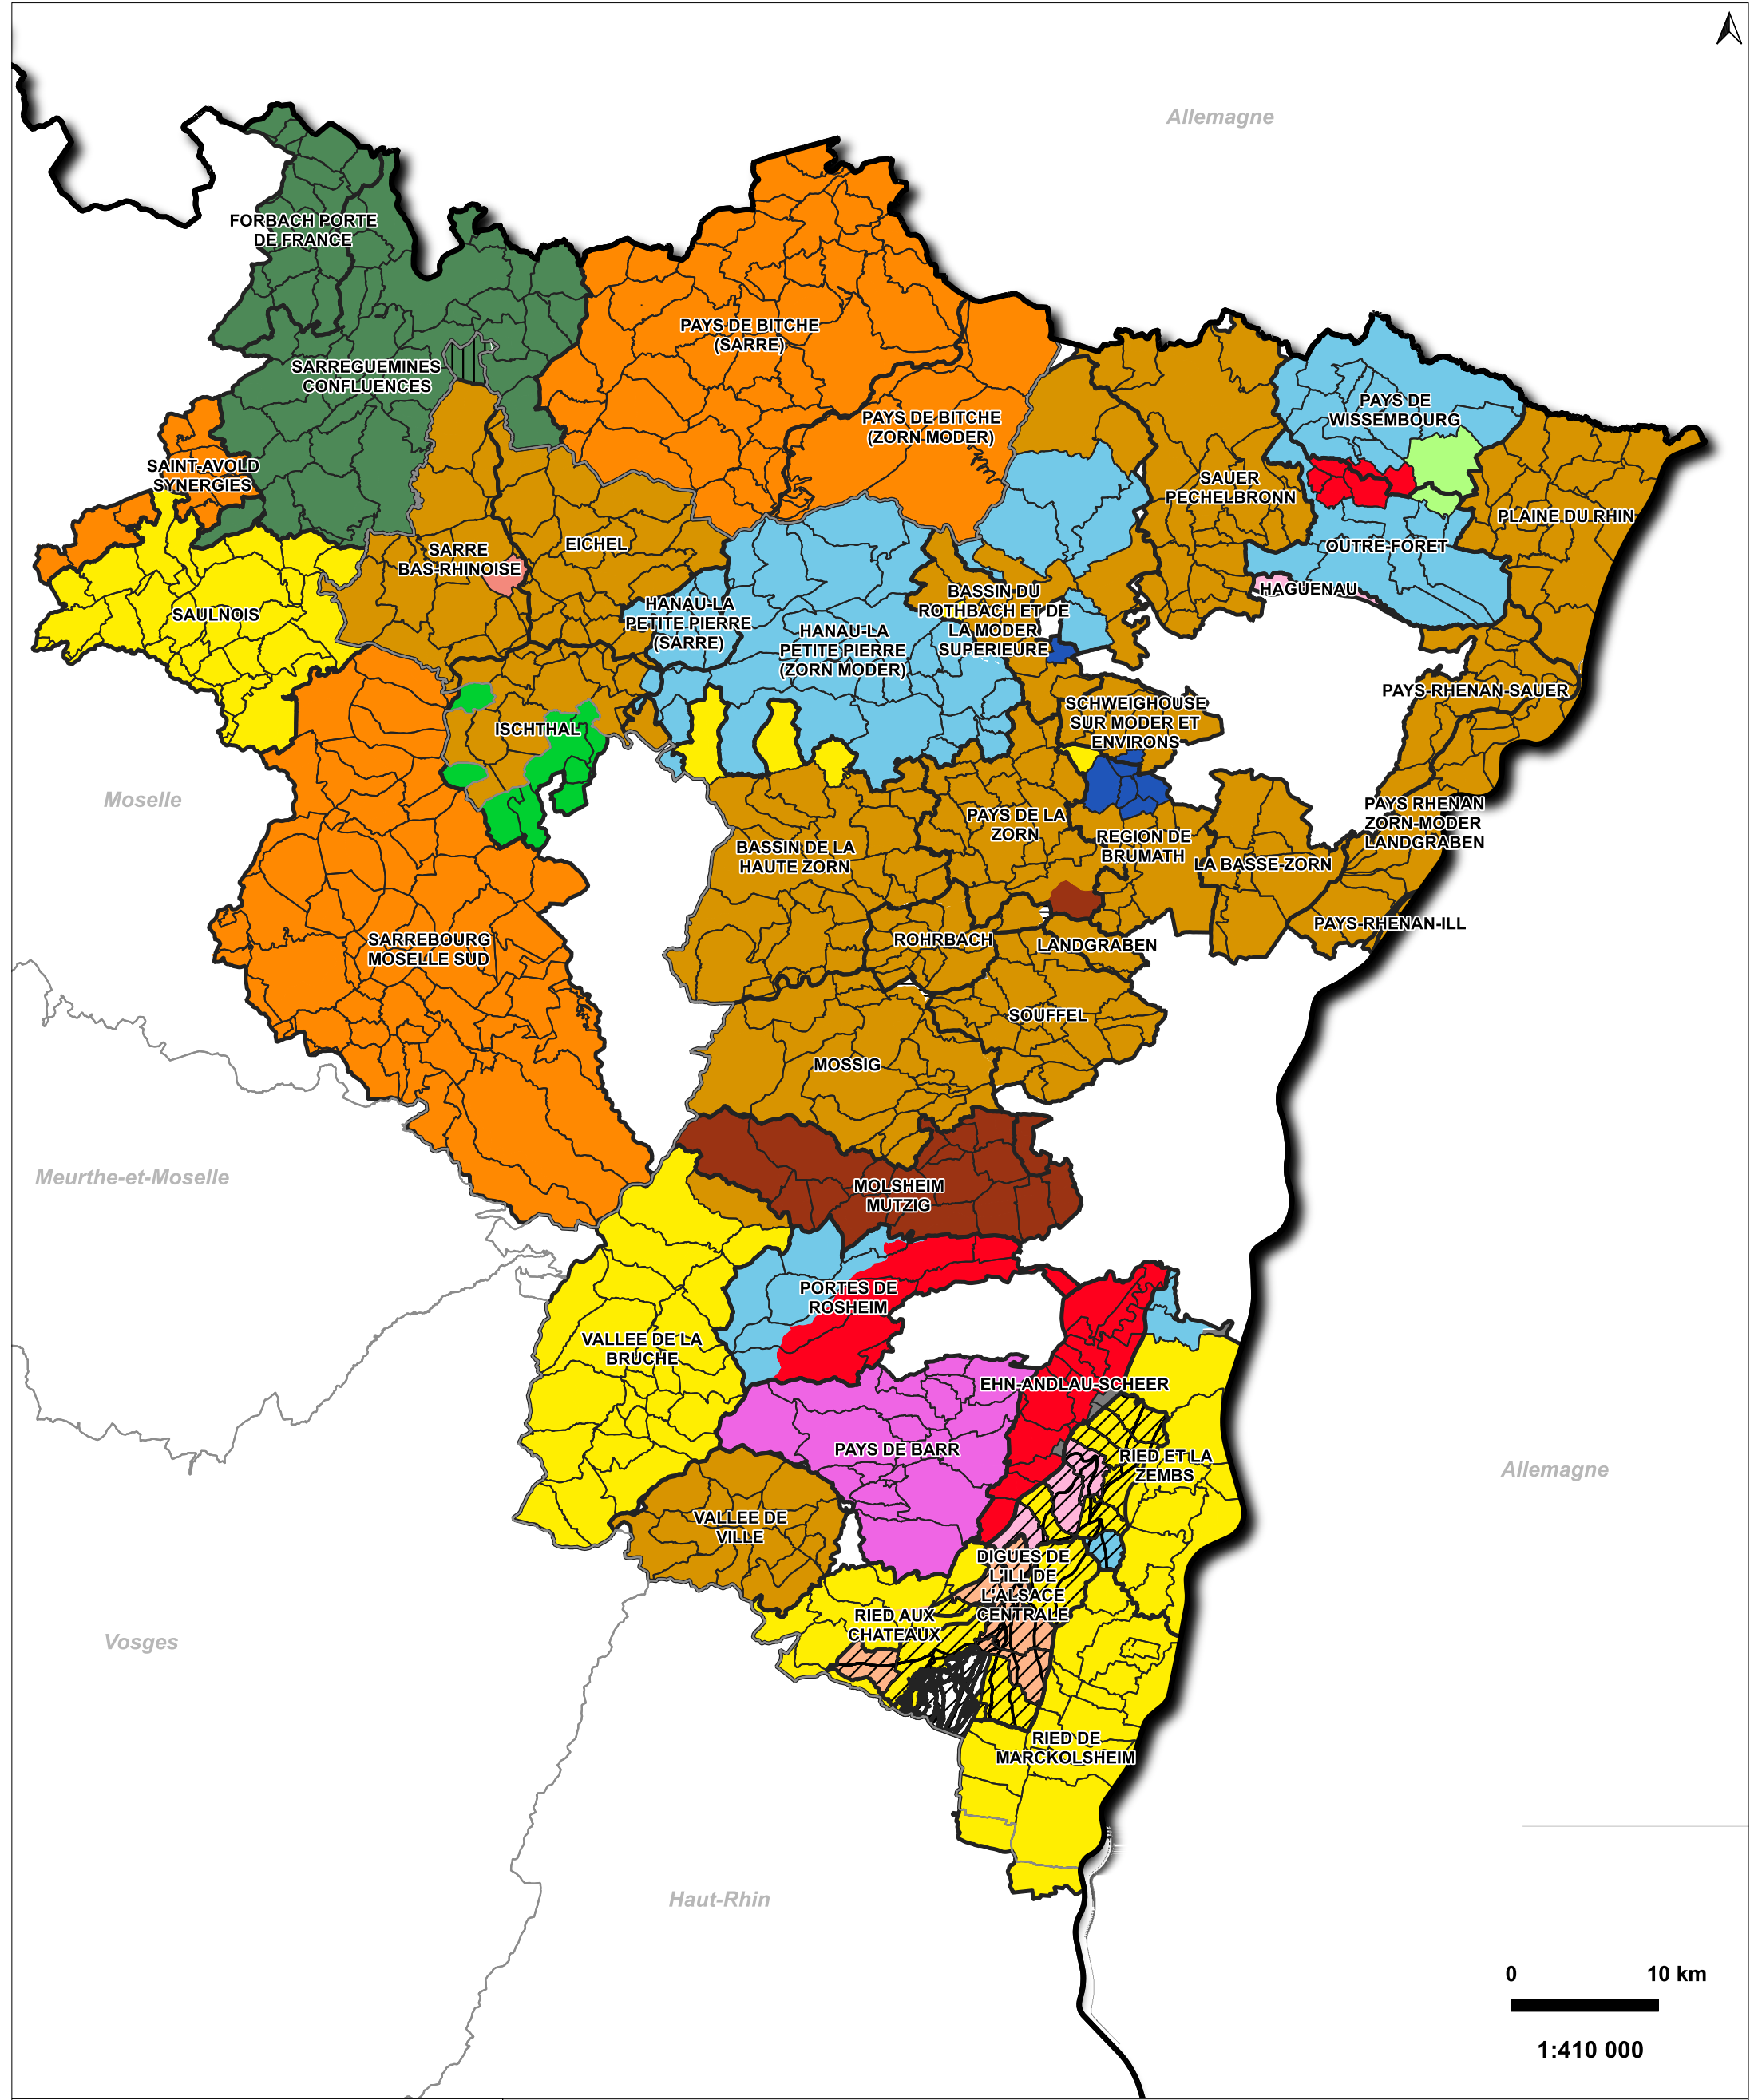 Allemagne
FORBACH PORTE
DE FRANCE
PAYS DE BITCHE
(SARRE)
SARREGUEMINES
CONFLUENCES
PAYS DE BITCHE
(ZORN MODER)
PAYS DE
WISSEMBOURG
SAINT-AVOLD
SYNERGIES
SAUER
PECHELBRONN
PLAINE DU RHIN
SARRE
BAS-RHINOISE
EICHEL
OUTRE-FORET
SAULNOIS
HANAU-LA
PETITE PIERRE
(SARRE)
HANAU-LA
PETITE PIERRE
(ZORN MODER)
BASSIN DU
ROTHBACH ET DE
LA MODER
SUPERIEURE
HAGUENAU
PAYS-RHENAN-SAUER
ISCHTHAL
SCHWEIGHOUSE
SUR MODER ET
ENVIRONS
Moselle
PAYS DE LA
ZORN
PAYS RHENAN
ZORN-MODER
LANDGRABEN
BASSIN DE LA
HAUTE ZORN
REGION DE
BRUMATH
LA BASSE-ZORN
PAYS-RHENAN-ILL
SARREBOURG
MOSELLE SUD
ROHRBACH
LANDGRABEN
SOUFFEL
MOSSIG
Meurthe-et-Moselle
MOLSHEIM
MUTZIG
PORTES DE
ROSHEIM
VALLEE DE LA
BRUCHE
EHN-ANDLAU-SCHEER
PAYS DE BARR
RIED ET LA
ZEMBS
Allemagne
VALLEE DE
VILLE
DIGUES DE
L'ILL DE
L'ALSACE
CENTRALE
RIED AUX
CHATEAUX
Vosges
RIED DE
MARCKOLSHEIM
Haut-Rhin
0 10 km
1:410 000